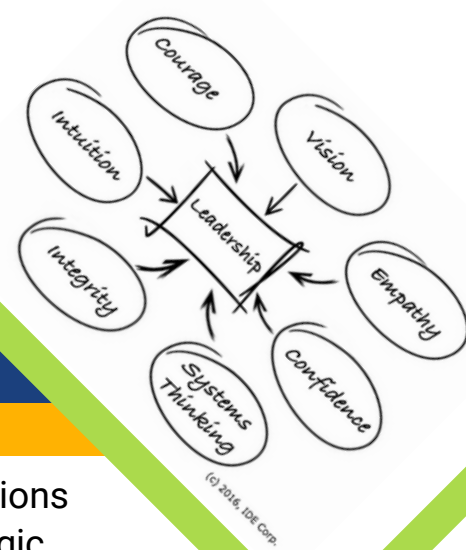 Courage
Intuition
Vision
Leadership
Integrity
Empathy
Systems
Thinking
Confidence
(c) 2016, IDE Corp.
ions
gic